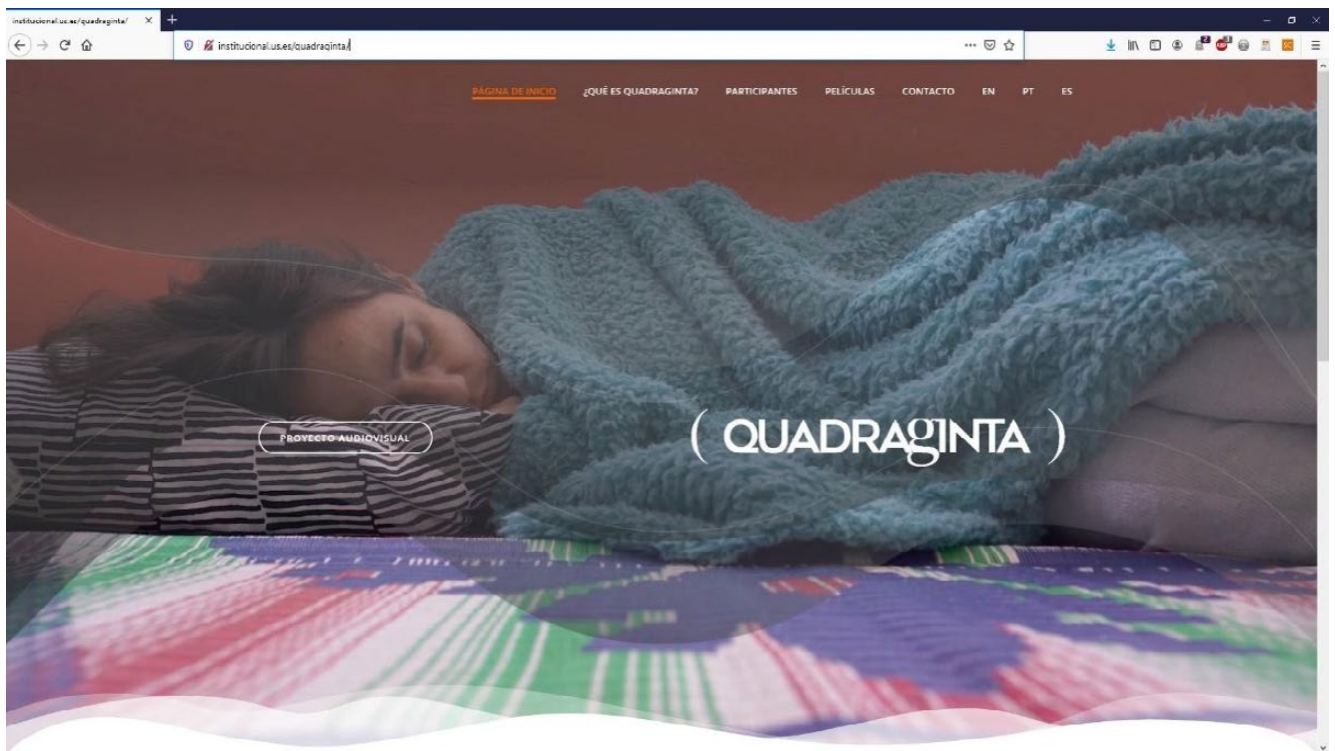 institucional.us.es/quadraginta/
institucional.us.es/quadraginta/
PÁGINA DE INICIO ¿QUÉ ES QUADRAGINTA? PARTICIPANTES PELÍCULAS CONTACTO EN PT ES
PROYECTO AUDIOVISUAL
( QUADRAGINTA )